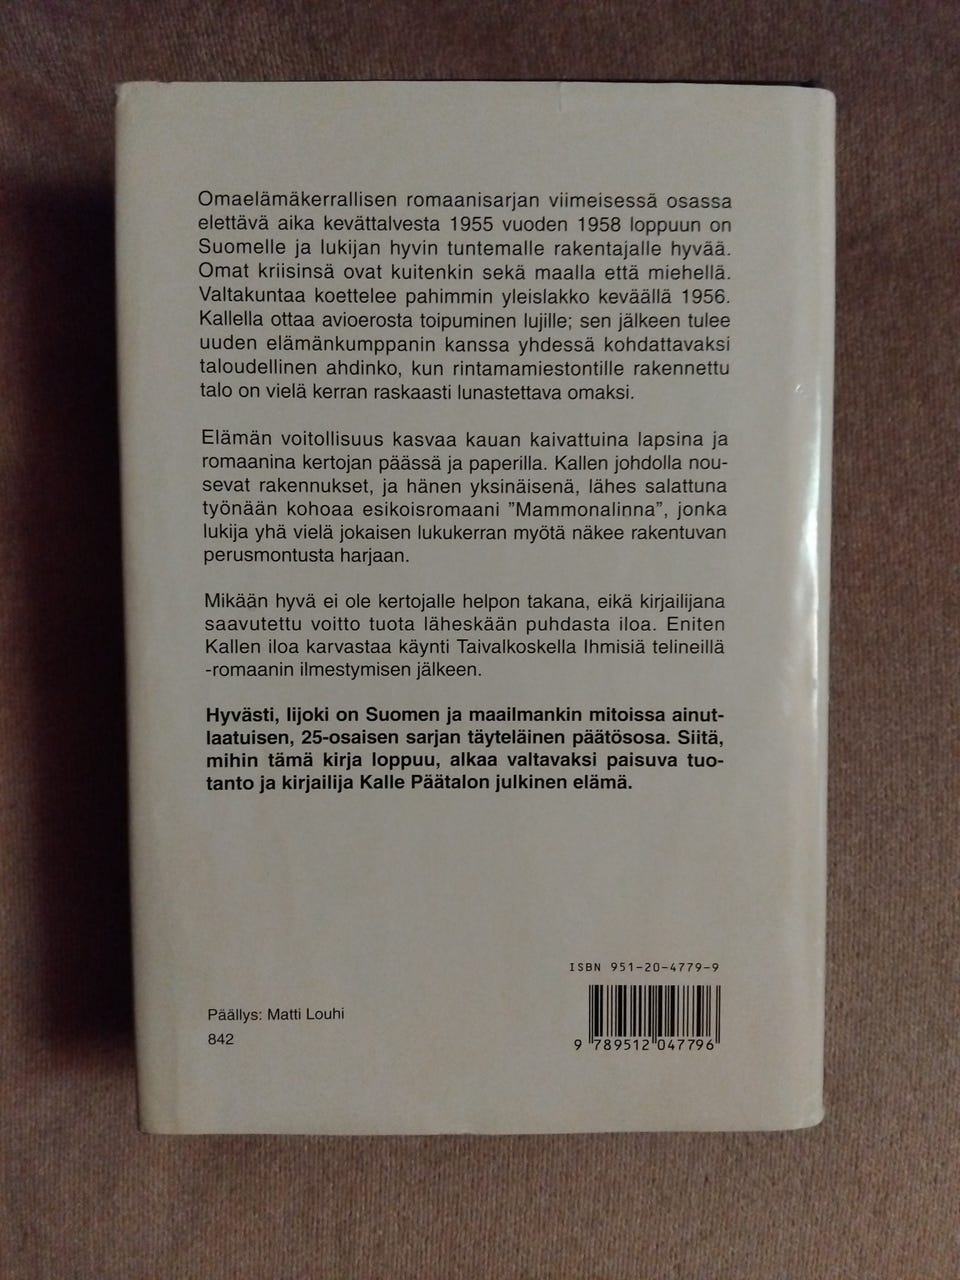 Omaelämäkerrallisen romaanisarjan viimeisessä osassa
elettävä aika kevättalvesta 1955 vuoden 1958 loppuun on
Suomelle ja lukijan hyvin tuntemalle rakentajalle hyvää.
Omat kriisinsä ovat kuitenkin sekä maalla että miehellä.
Valtakuntaa koettelee pahimmin yleislakko keväällä 1956.
Kallella ottaa avioerosta toipuminen lujille; sen jälkeen tulee
uuden elämänkumppanin kanssa yhdessä kohdattavaksi
taloudellinen ahdinko, kun rintamamiestontille rakennettu
talo on vielä kerran raskaasti lunastettava omaksi.
Elämän voitollisuus kasvaa kauan kaivattuina lapsina ja
romaanina kertojan päässä ja paperilla. Kallen johdolla nou-
sevat rakennukset, ja hänen yksinäisenä, lähes salattuna
työnään kohoaa esikoisromaani ”Mammonalinna”, jonka
lukija yhä vielä jokaisen lukukerran myötä näkee rakentuvan
perusmontusta harjaan.
Mikään hyvä ei ole kertojalle helpon takana, eikä kirjailijana
saavutettu voitto tuota läheskään puhdasta iloa. Eniten
Kallen iloa karvastaa käynti Taivalkoskella Ihmisiä telineillä
-romaanin ilmestymisen jälkeen.
Hyvästi, Iijoki on Suomen ja maailmankin mitoissa ainut-
laatuisen, 25-osaisen sarjan täyteläinen päätösosa. Siitä,
mihin tämä kirja loppuu, alkaa valtavaksi paisuva tuo-
tanto ja kirjailija Kalle Päätalon julkinen elämä.
ISBN 951-20-4779-9
Päällys: Matti Louhi
842
9 789512 047796